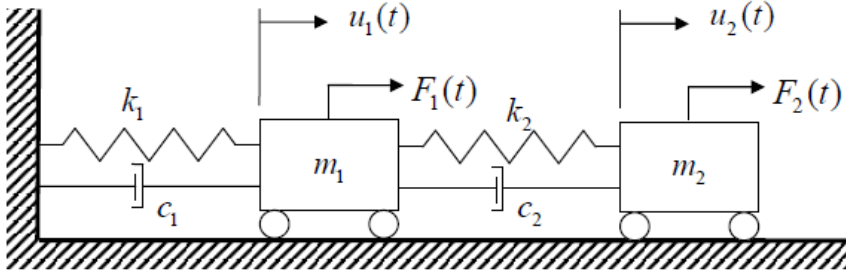 u₁(t) u₂(t)
F₁(t) F₂(t)
k₁ k₂
m₁ m₂
c₁ c₂